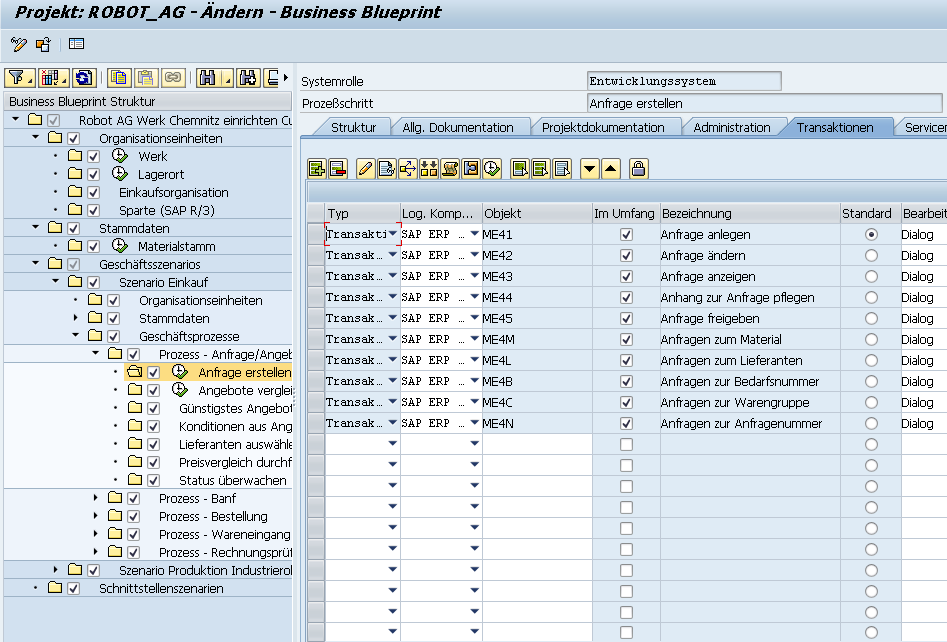 Projekt: ROBOT_AG - Ändern - Business Blueprint
Business Blueprint Struktur
Robot AG Werk Chemnitz einrichten Cu
Organisationseinheiten
Werk
Lagerort
Einkaufsorganisation
Sparte (SAP R/3)
Stammdaten
Materialstamm
Geschäftsszenarios
Szenario Einkauf
Organisationseinheiten
Stammdaten
Geschäftsprozesse
Prozess - Anfrage/Angeb
Anfrage erstellen
Angebote verglei
Günstigstes Angebot
Konditionen aus Ang
Lieferanten auswähle
Preisvergleich durchf
Status überwachen
Prozess - Banf
Prozess - Bestellung
Prozess - Wareneingang
Prozess - Rechnungsprüf
Szenario Produktion Industrierol
Schnittstellenszenarien
Systemrolle Entwicklungssystem
Prozeßschritt Anfrage erstellen
Struktur Allg. Dokumentation Projektdokumentation Administration Transaktionen Servicem
Typ Log. Komp... Objekt Im Umfang Bezeichnung Standard Bearbeit
Transakti SAP ERP ... ME41 Anfrage anlegen Dialog
Transak... SAP ERP ... ME42 Anfrage ändern Dialog
Transak... SAP ERP ... ME43 Anfrage anzeigen Dialog
Transak... SAP ERP ... ME44 Anhang zur Anfrage pflegen Dialog
Transak... SAP ERP ... ME45 Anfrage freigeben Dialog
Transak... SAP ERP ... ME4M Anfragen zum Material Dialog
Transak... SAP ERP ... ME4L Anfragen zum Lieferanten Dialog
Transak... SAP ERP ... ME4B Anfragen zur Bedarfsnummer Dialog
Transak... SAP ERP ... ME4C Anfragen zur Warengruppe Dialog
Transak... SAP ERP ... ME4N Anfragen zur Anfragenummer Dialog